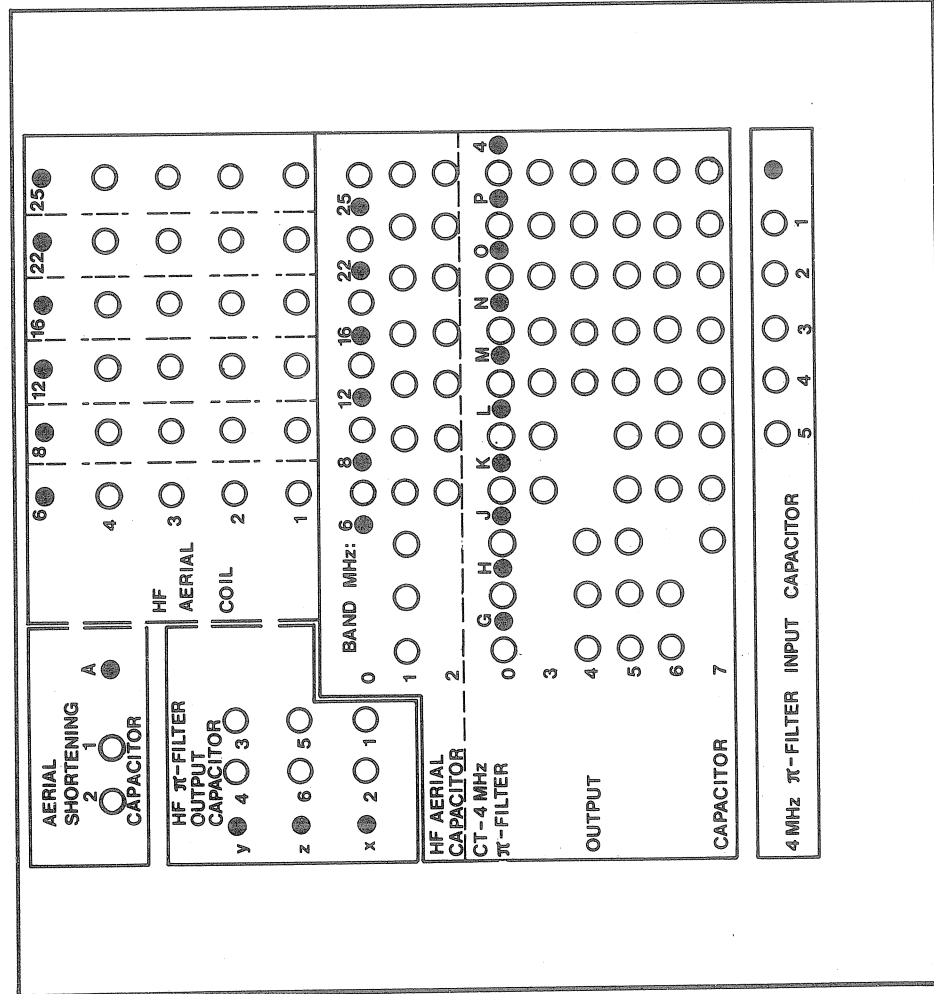 AERIAL
SHORTENING
2 1 A
CAPACITOR
HF π-FILTER
OUTPUT
CAPACITOR
y 4 3
z 6 5
x 2 1
6 8 12 16 22 25
4
3
2
1
HF
AERIAL
COIL
BAND MHz: 6 8 12 16 22 25
0
1
2
HF AERIAL
CAPACITOR
CT-4 MHz
π-FILTER
G H J K L M N O P 4
0
3
4
5
6
7
OUTPUT
CAPACITOR
4 MHz π-FILTER INPUT CAPACITOR
5 4 3 2 1